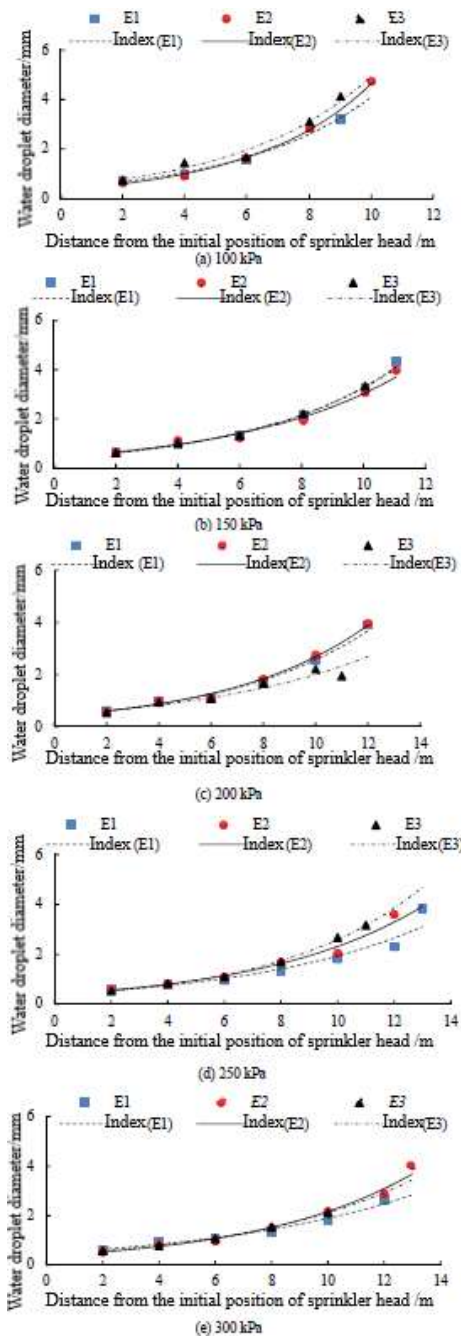 E1 E2 E3
Index(E1) Index(E2) Index(E3)
Water droplet diameter/mm
6
4
2
0
0 2 4 6 8 10 12
Distance from the initial position of sprinkler head /m
(a) 100 kPa
E1 E2 E3
Index(E1) Index(E2) Index(E3)
Water droplet diameter/mm
6
4
2
0
0 2 4 6 8 10 12
Distance from the initial position of sprinkler head /m
(b) 150 kPa
E1 E2 E3
Index (E1) Index(E2) Index(E3)
Water droplet diameter/mm
6
4
2
0
0 2 4 6 8 10 12 14
Distance from the initial position of sprinkler head /m
(c) 200 kPa
E1 E2 E3
Index (E1) Index(E2) Index(E3)
Water droplet diameter/mm
6
4
2
0
0 2 4 6 8 10 12 14
Distance from the initial position of sprinkler head /m
(d) 250 kPa
E1 E2 E3
Index(E1) Index(E2) Index(E3)
Water droplet diameter/mm
6
4
2
0
0 2 4 6 8 10 12 14
Distance from the initial position of sprinkler head /m
(e) 300 kPa